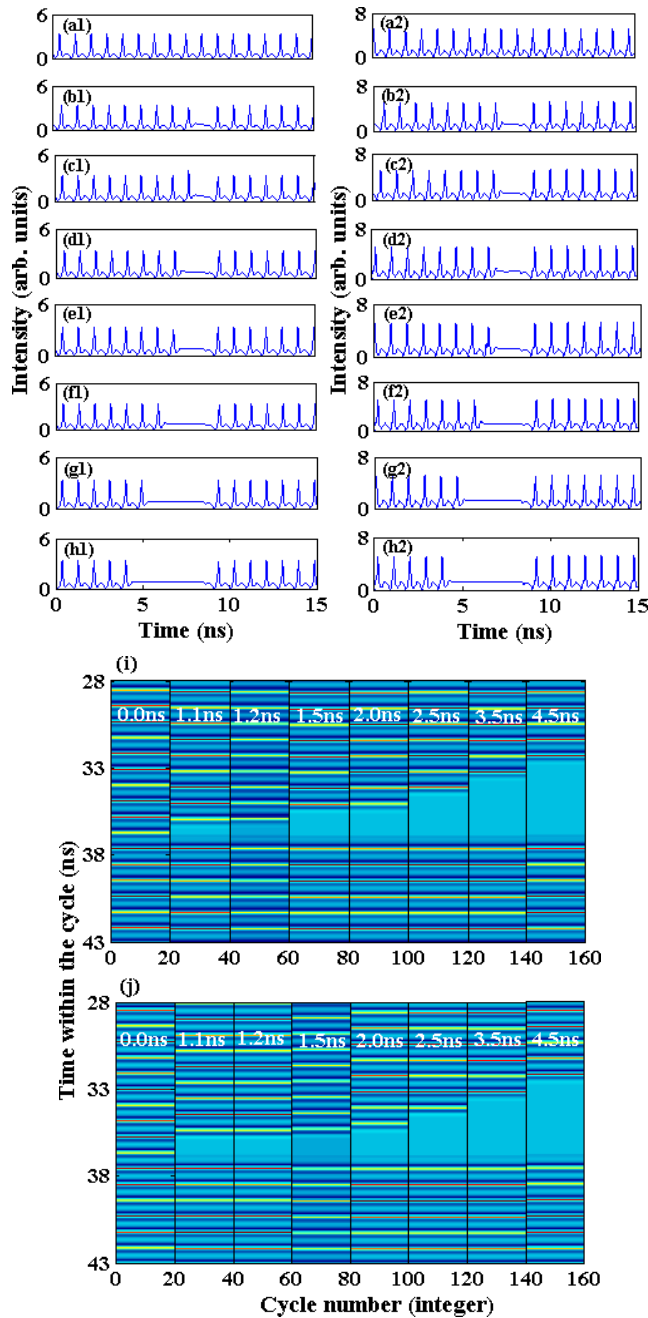 6 (a1) 8 (a2)
0 0
6 (b1) 8 (b2)
0 0
6 (c1) 8 (c2)
0 0
6 (d1) 8 (d2)
0 0
6 (e1) 8 (e2)
0 0
6 (f1) 8 (f2)
0 0
6 (g1) 8 (g2)
0 0
6 (h1) 8 (h2)
0 0
Intensity (arb. units) Intensity (arb. units)
0 5 10 15 0 5 10 15
Time (ns) Time (ns)
(i)
28
0.0ns 1.1ns 1.2ns 1.5ns 2.0ns 2.5ns 3.5ns 4.5ns
33
38
43
0 20 40 60 80 100 120 140 160
Time within the cycle (ns)
(j)
28
0.0ns 1.1ns 1.2ns 1.5ns 2.0ns 2.5ns 3.5ns 4.5ns
33
38
43
0 20 40 60 80 100 120 140 160
Cycle number (integer)